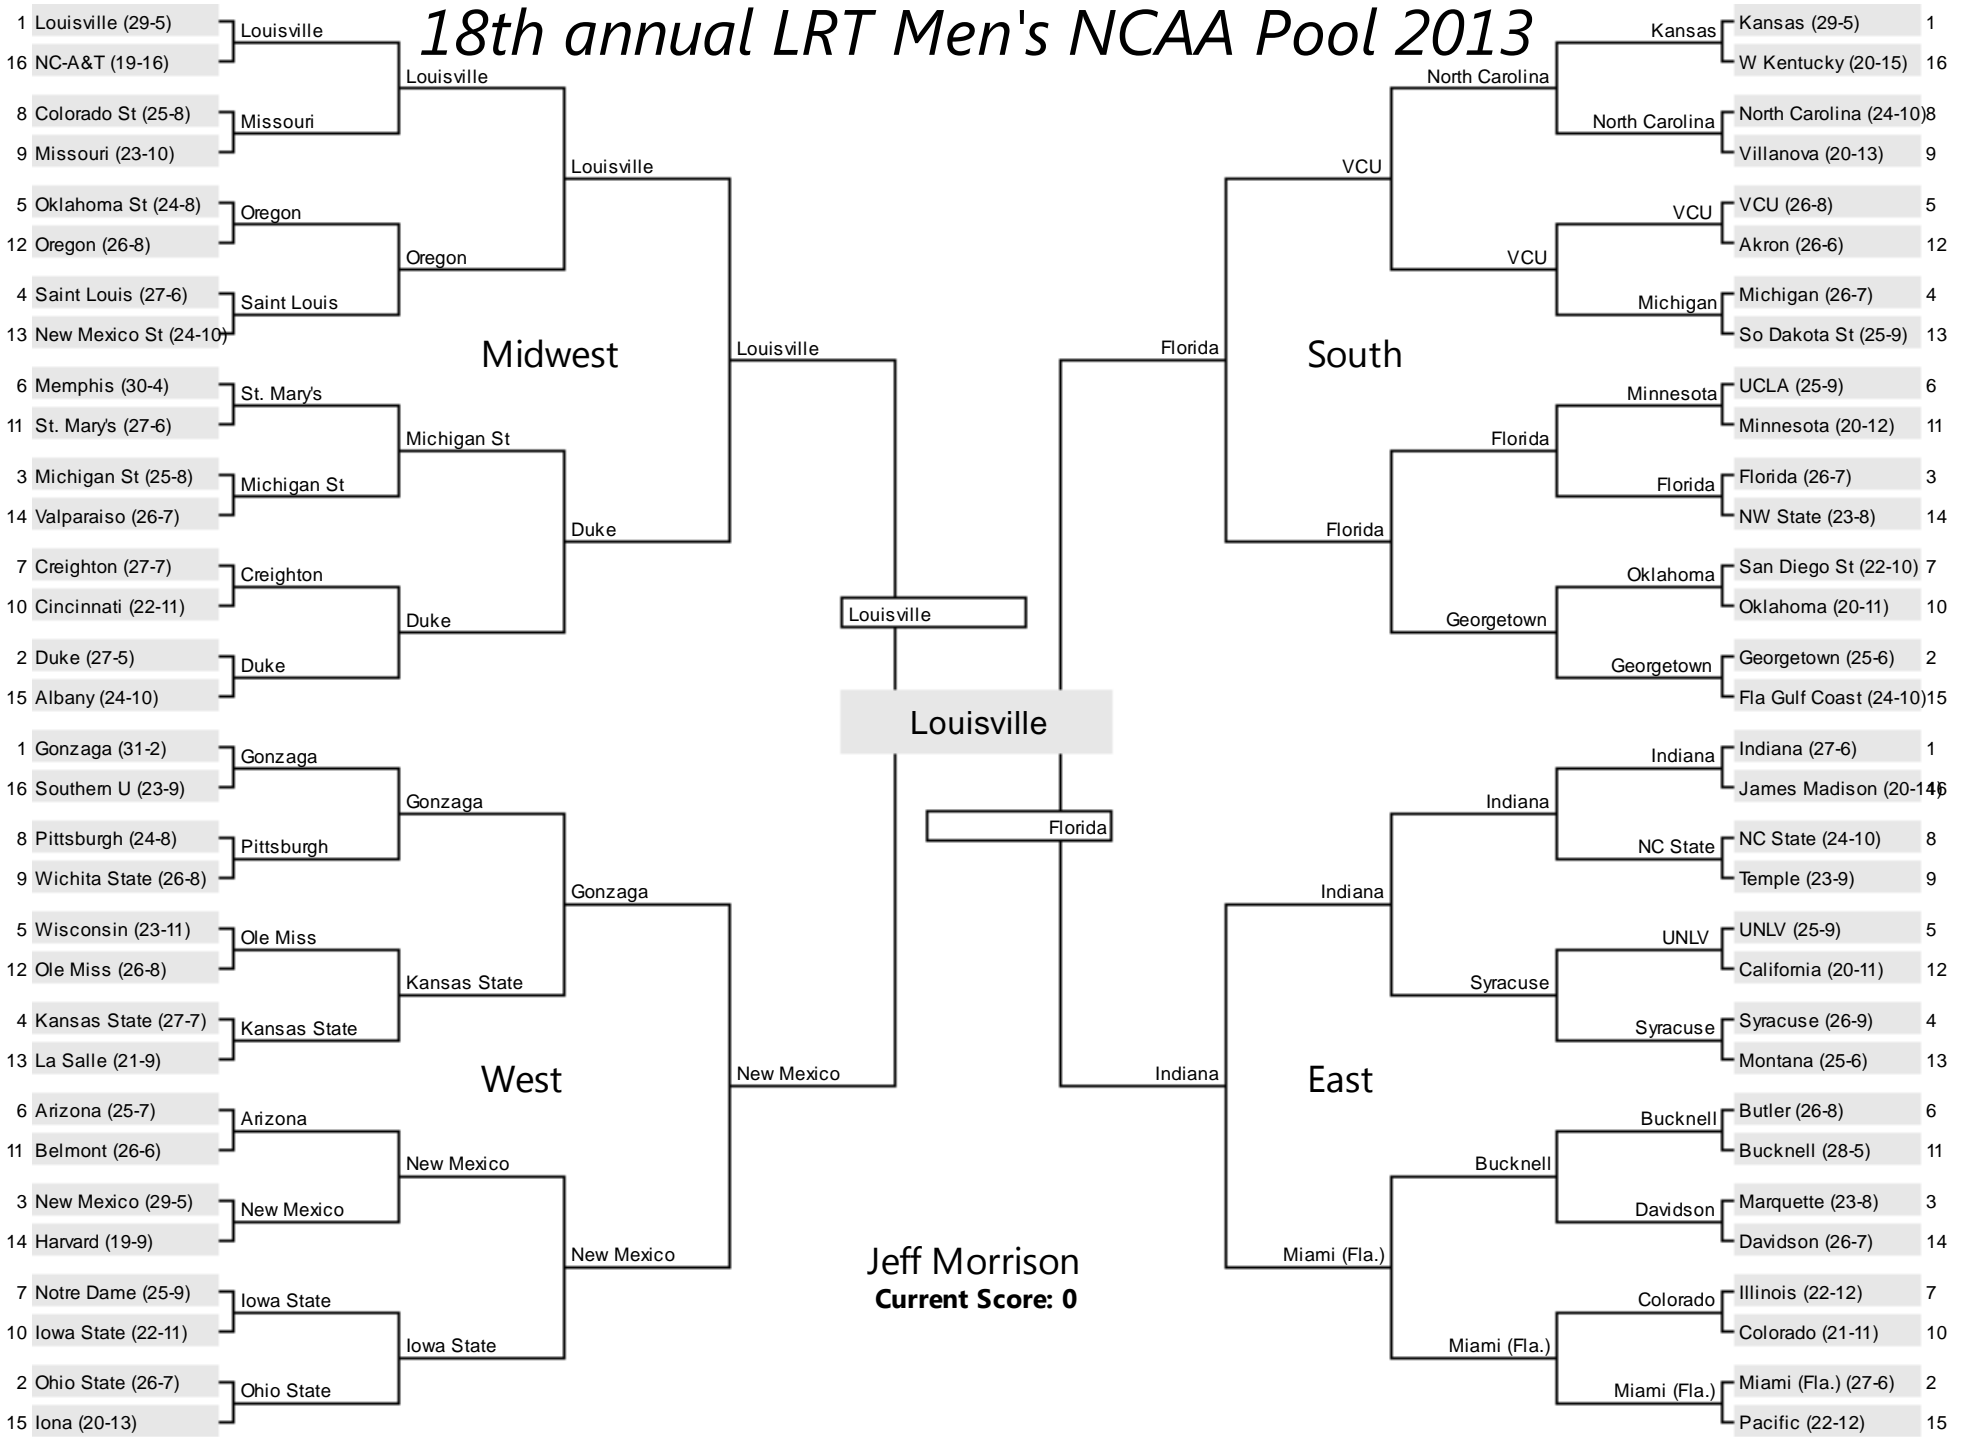 18th annual LRT Men's NCAA Pool 2013
1 Louisville (29-5)
Louisville
16 NC-A&T (19-16)
Louisville
8 Colorado St (25-8)
Missouri
9 Missouri (23-10)
Louisville
5 Oklahoma St (24-8)
Oregon
12 Oregon (26-8)
Oregon
4 Saint Louis (27-6)
Saint Louis
13 New Mexico St (24-10)
Midwest
Louisville
6 Memphis (30-4)
St. Mary's
11 St. Mary's (27-6)
Michigan St
3 Michigan St (25-8)
Michigan St
14 Valparaiso (26-7)
Duke
7 Creighton (27-7)
Creighton
10 Cincinnati (22-11)
Duke
2 Duke (27-5)
Duke
15 Albany (24-10)
1 Gonzaga (31-2)
Gonzaga
16 Southern U (23-9)
Gonzaga
8 Pittsburgh (24-8)
Pittsburgh
9 Wichita State (26-8)
Gonzaga
5 Wisconsin (23-11)
Ole Miss
12 Ole Miss (26-8)
Kansas State
4 Kansas State (27-7)
Kansas State
13 La Salle (21-9)
West
New Mexico
6 Arizona (25-7)
Arizona
11 Belmont (26-6)
New Mexico
3 New Mexico (29-5)
New Mexico
14 Harvard (19-9)
New Mexico
7 Notre Dame (25-9)
Iowa State
10 Iowa State (22-11)
Iowa State
2 Ohio State (26-7)
Ohio State
15 Iona (20-13)
Louisville
Louisville
Florida
Jeff Morrison
Current Score: 0
Kansas (29-5) 1
Kansas
W Kentucky (20-15) 16
North Carolina
North Carolina (24-10) 8
North Carolina
Villanova (20-13) 9
VCU
VCU (26-8) 5
VCU
Akron (26-6) 12
VCU
Michigan (26-7) 4
Michigan
So Dakota St (25-9) 13
South
Florida
UCLA (25-9) 6
Minnesota
Minnesota (20-12) 11
Florida
Florida (26-7) 3
Florida
NW State (23-8) 14
Florida
San Diego St (22-10) 7
Oklahoma
Oklahoma (20-11) 10
Georgetown
Georgetown (25-6) 2
Georgetown
Fla Gulf Coast (24-10) 15
Indiana (27-6) 1
Indiana
James Madison (20-14) 16
Indiana
NC State (24-10) 8
NC State
Temple (23-9) 9
Indiana
UNLV (25-9) 5
UNLV
California (20-11) 12
Syracuse
Syracuse (26-9) 4
Syracuse
Montana (25-6) 13
East
Indiana
Butler (26-8) 6
Bucknell
Bucknell (28-5) 11
Bucknell
Marquette (23-8) 3
Davidson
Davidson (26-7) 14
Miami (Fla.)
Illinois (22-12) 7
Colorado
Colorado (21-11) 10
Miami (Fla.)
Miami (Fla.) (27-6) 2
Miami (Fla.)
Pacific (22-12) 15